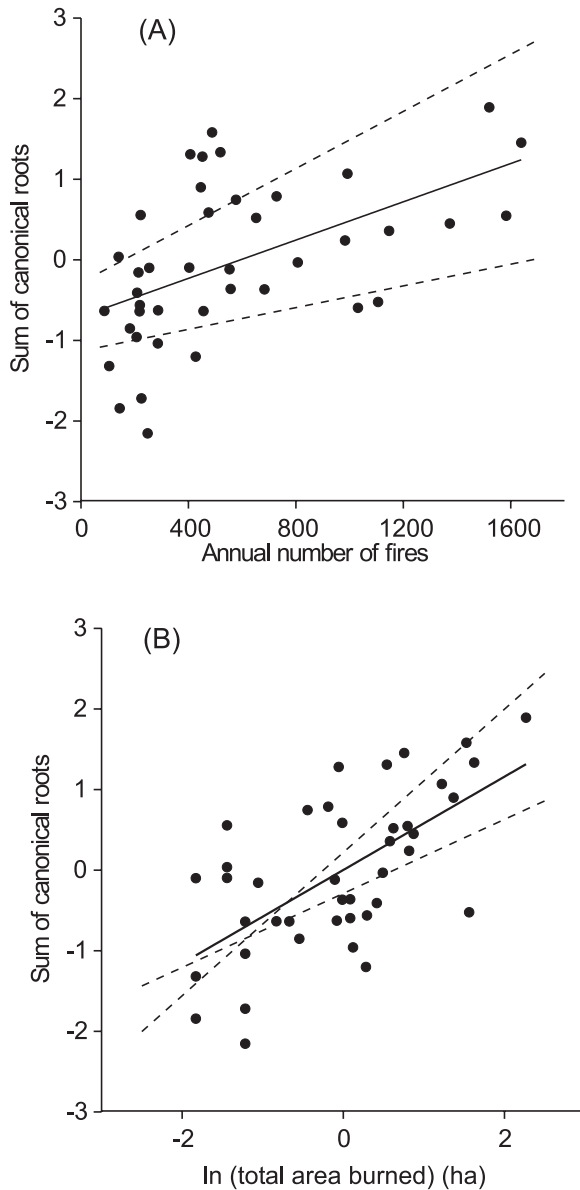 (A)
3
2
1
0
-1
-2
-3
Sum of canonical roots
0 400 800 1200 1600
Annual number of fires
(B)
3
2
1
0
-1
-2
-3
Sum of canonical roots
-2 0 2
ln (total area burned) (ha)